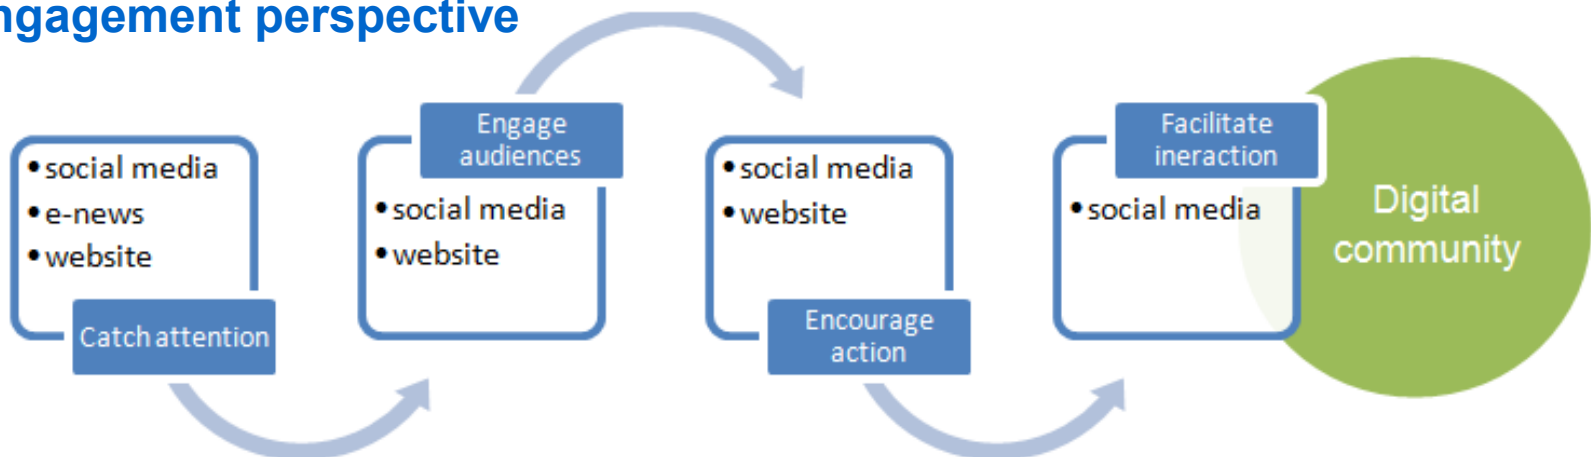 ngagement perspective
• social media
• e-news
• website
Catch attention
Engage
audiences
• social media
• website
• social media
• website
Encourage
action
Facilitate
ineraction
• social media
Digital
community